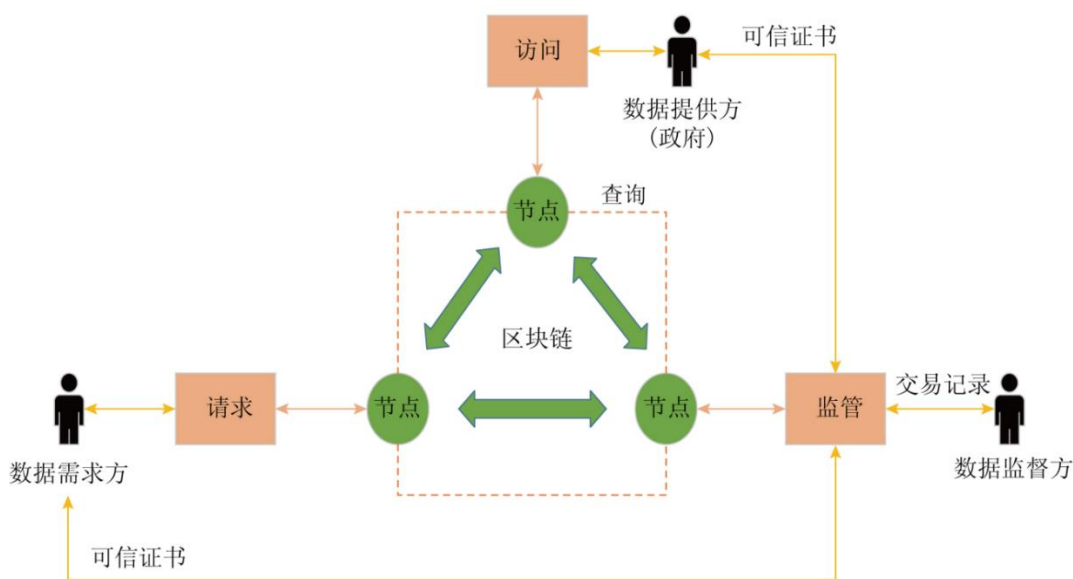 访问
可信证书
数据提供方
(政府)
节点
查询
区块链
请求
节点
节点
监管
交易记录
数据需求方
数据监督方
可信证书